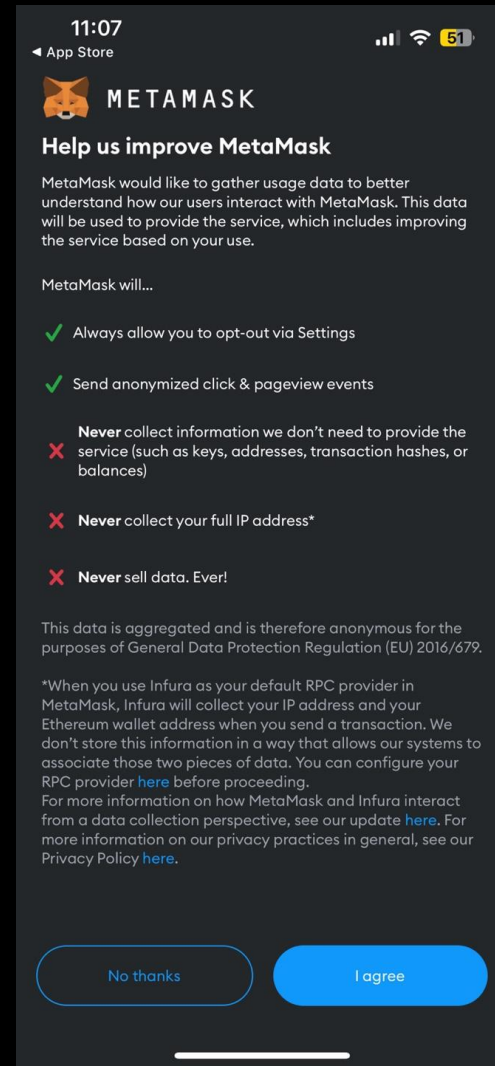 11:07
◀ App Store
51
METAMASK
Help us improve MetaMask
MetaMask would like to gather usage data to better
understand how our users interact with MetaMask. This data
will be used to provide the service, which includes improving
the service based on your use.
MetaMask will...
Always allow you to opt-out via Settings
Send anonymized click & pageview events
Never collect information we don’t need to provide the
service (such as keys, addresses, transaction hashes, or
balances)
Never collect your full IP address*
Never sell data. Ever!
This data is aggregated and is therefore anonymous for the
purposes of General Data Protection Regulation (EU) 2016/679.
*When you use Infura as your default RPC provider in
MetaMask, Infura will collect your IP address and your
Ethereum wallet address when you send a transaction. We
don’t store this information in a way that allows our systems to
associate those two pieces of data. You can configure your
RPC provider here before proceeding.
For more information on how MetaMask and Infura interact
from a data collection perspective, see our update here. For
more information on our privacy practices in general, see our
Privacy Policy here.
No thanks
I agree